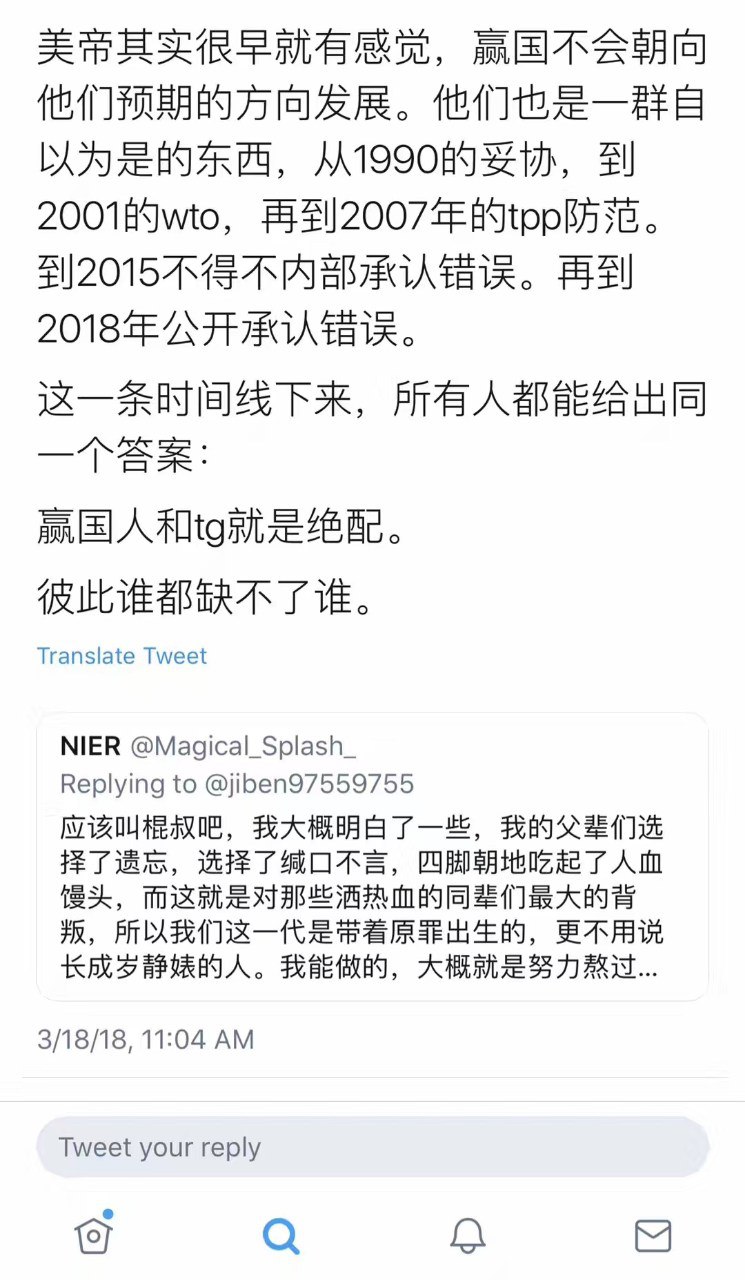 美帝其实很早就有感觉，赢国不会朝向
他们预期的方向发展。他们也是一群自
以为是的东西，从1990的妥协，到
2001的wto，再到2007年的tpp防范。
到2015不得不内部承认错误。再到
2018年公开承认错误。
这一条时间线下来，所有人都能给出同
一个答案：
赢国人和tg就是绝配。
彼此谁都缺不了谁。
Translate Tweet
NIER @Magical_Splash_
Replying to @jiben97559755
应该叫棍叔吧，我大概明白了一些，我的父辈们选
择了遗忘，选择了缄口不言，四脚朝地吃起了人血
馒头，而这就是对那些洒热血的同辈们最大的背
叛，所以我们这一代是带着原罪出生的，更不用说
长成岁静婊的人。我能做的，大概就是努力熬过...
3/18/18, 11:04 AM
Tweet your reply